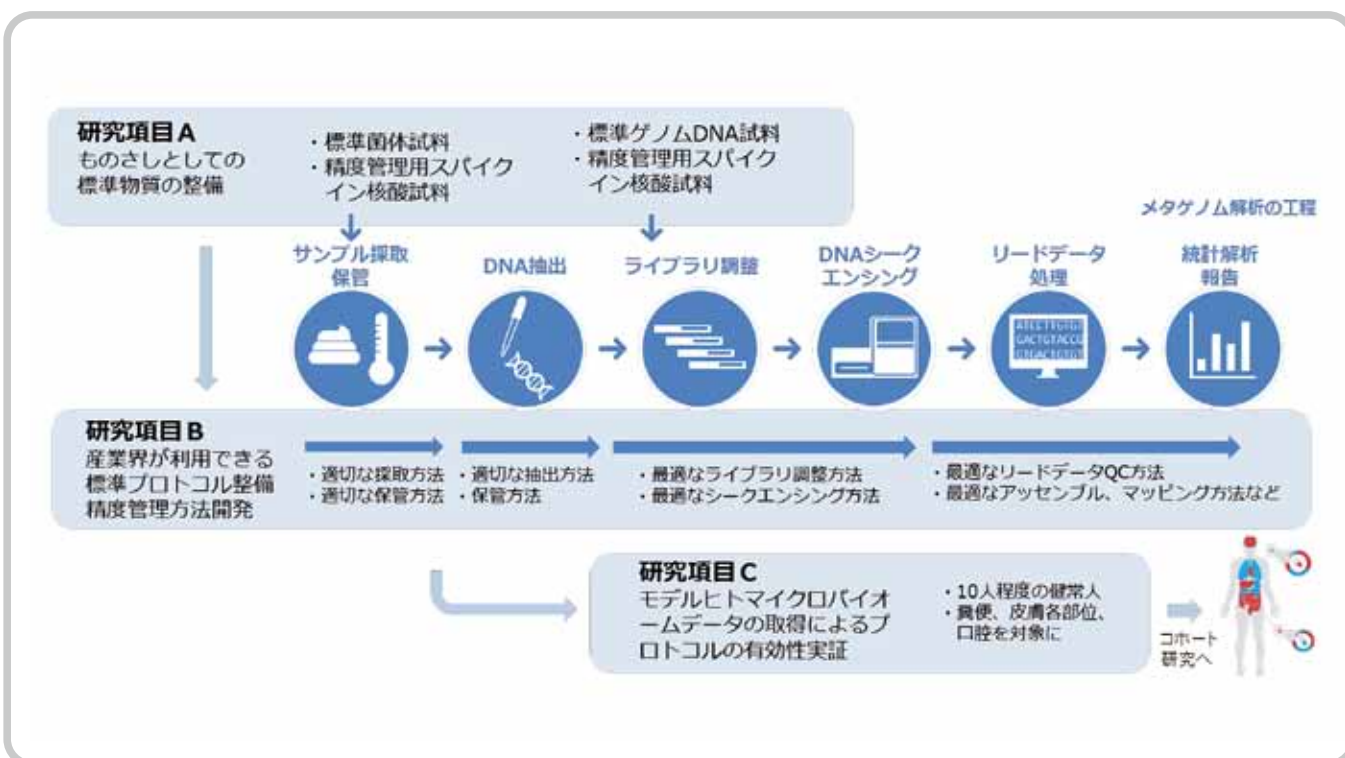 研究項目A
ものさしとしての
標準物質の整備
・標準菌体試料
・精度管理用スパイク
イン核酸試料
・標準ゲノムDNA試料
・精度管理用スパイク
イン核酸試料
メタゲノム解析の工程
サンプル採取
保管
DNA抽出
ライブラリ調整
DNAシーク
エンシング
リードデータ
処理
統計解析
報告
GACTGTACCG
研究項目B
産業界が利用できる
標準プロトコル整備
精度管理方法開発
・適切な採取方法
・適切な保管方法
・適切な抽出方法
・保管方法
・最適なライブラリ調整方法
・最適なシークエンシング方法
・最適なリードデータQC方法
・最適なアッセンブル、マッピング方法など
研究項目C
モデルヒトマイクロバイオ
ームデータの取得によるプ
ロトコルの有効性実証
・10人程度の健常人
・糞便、皮膚各部位、
口腔を対象に
コホート
研究へ